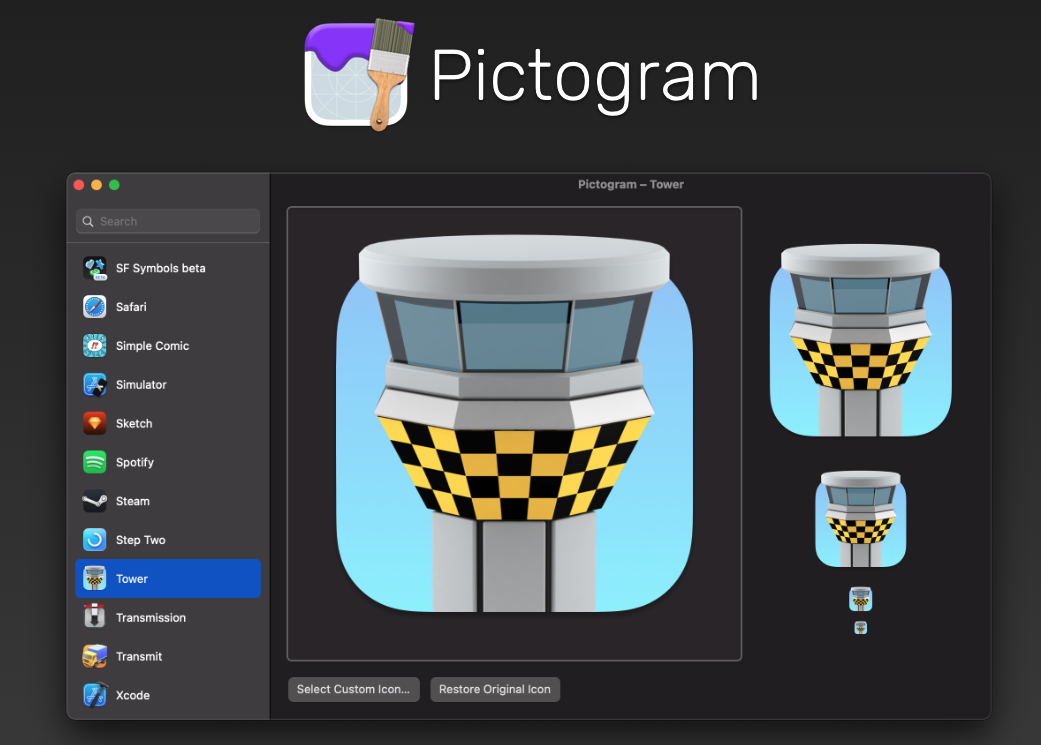 Pictogram
Pictogram – Tower
Search
SF Symbols beta
Safari
Simple Comic
Simulator
Sketch
Spotify
Steam
Step Two
Tower
Transmission
Transmit
Xcode
Select Custom Icon...
Restore Original Icon